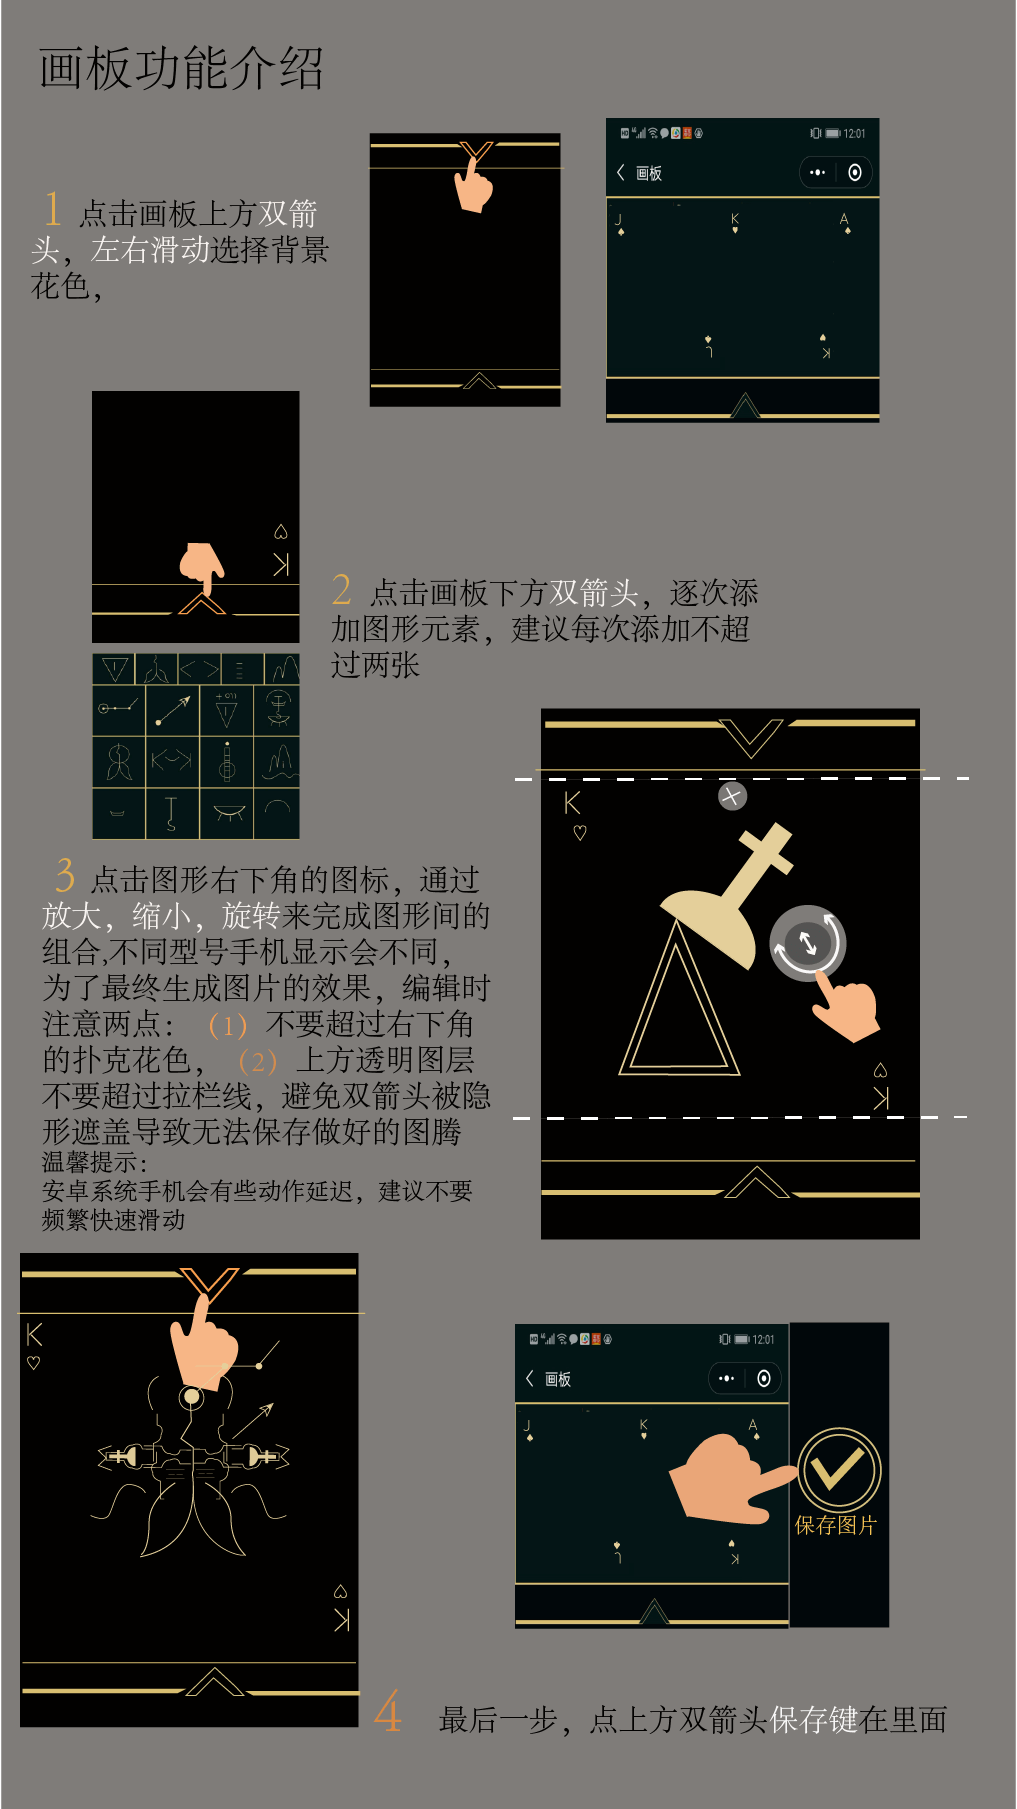 画板功能介绍
1 点击画板上方双箭
头，左右滑动选择背景
花色，
12:01
画板
J K A
J K
K
2 点击画板下方双箭头，逐次添
加图形元素，建议每次添加不超
过两张
K
3 点击图形右下角的图标，通过
放大，缩小，旋转来完成图形间的
组合,不同型号手机显示会不同，
为了最终生成图片的效果，编辑时
注意两点：（1）不要超过右下角
的扑克花色，（2）上方透明图层
不要超过拉栏线，避免双箭头被隐
形遮盖导致无法保存做好的图腾
温馨提示：
安卓系统手机会有些动作延迟，建议不要
频繁快速滑动
K
K
K
12:01
画板
J K A
保存图片
J K
4 最后一步，点上方双箭头保存键在里面